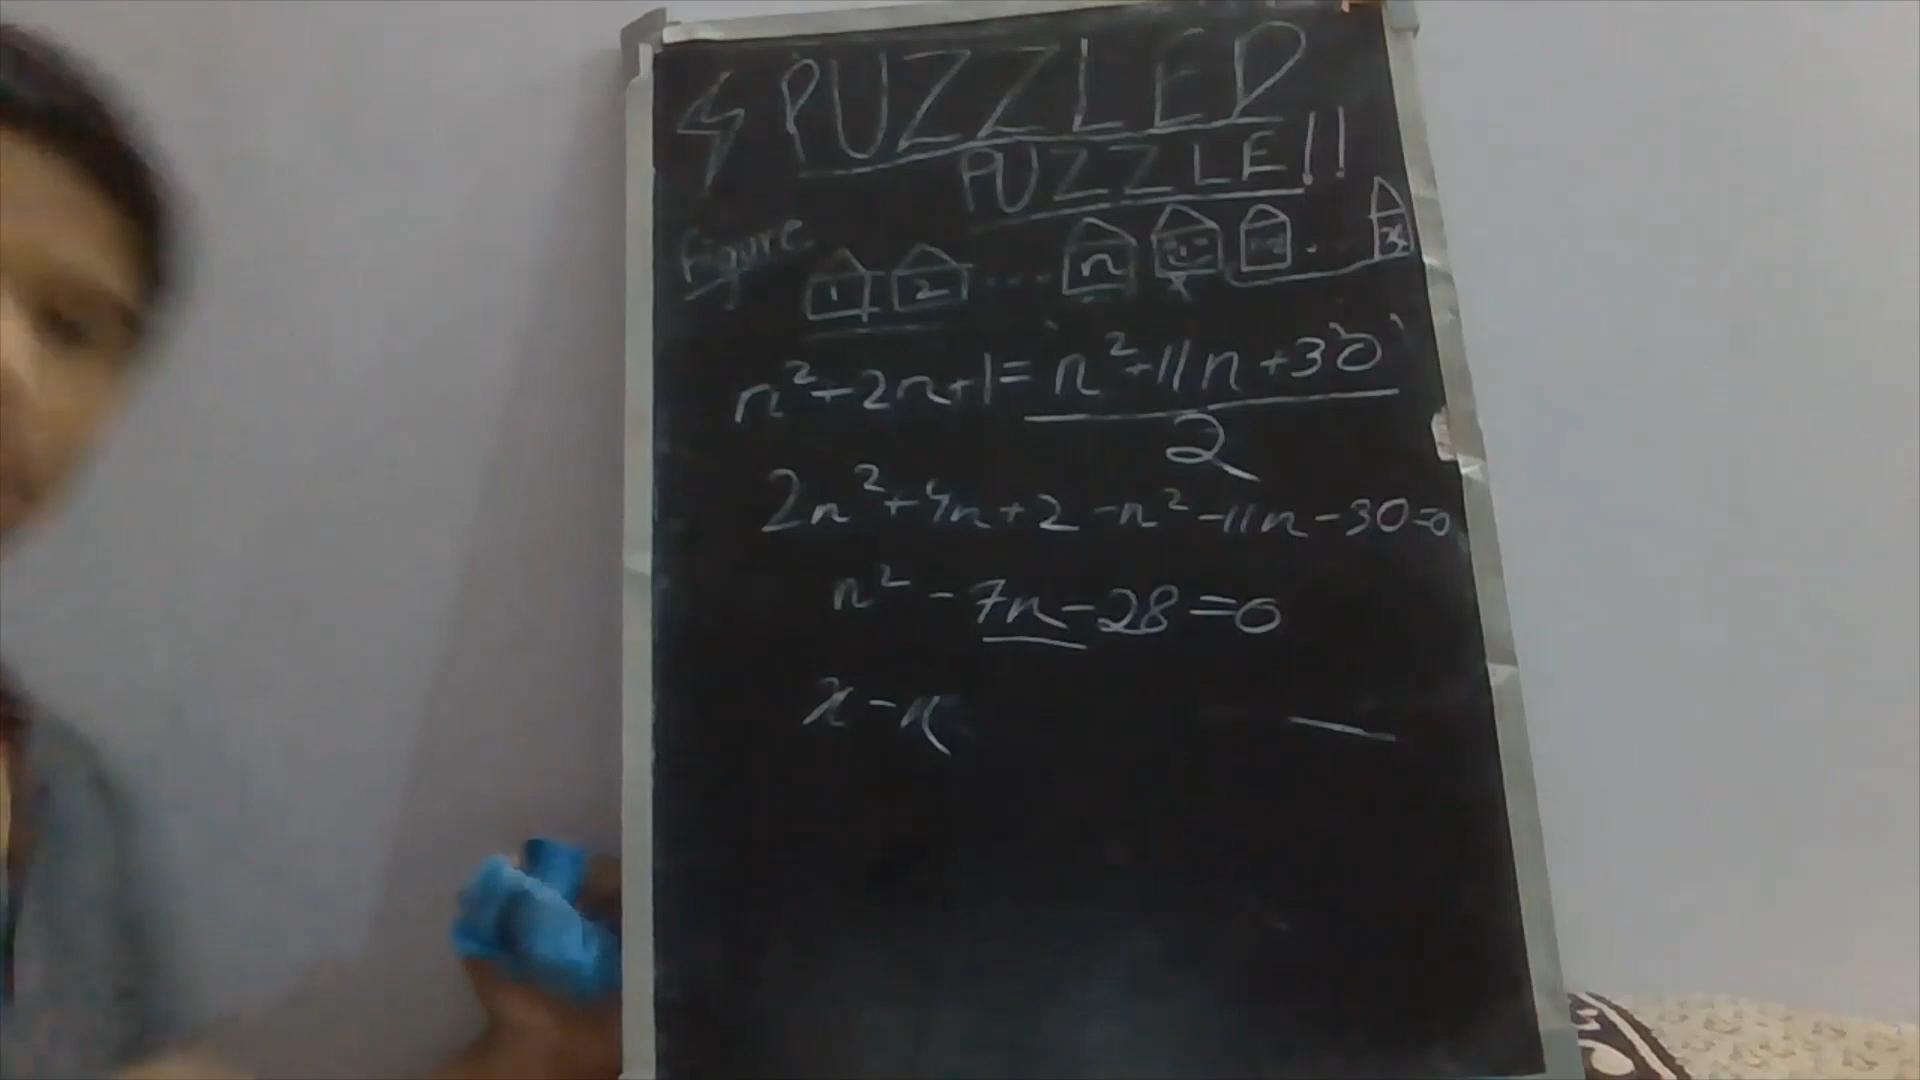 PUZZLED
PUZZLE!!
Figure
1 2 ... n ...
n²+2n+1 = n²+11n+30
2
2n²+4n+2-n²-11n-30=0
n²-7n-28=0
x-x